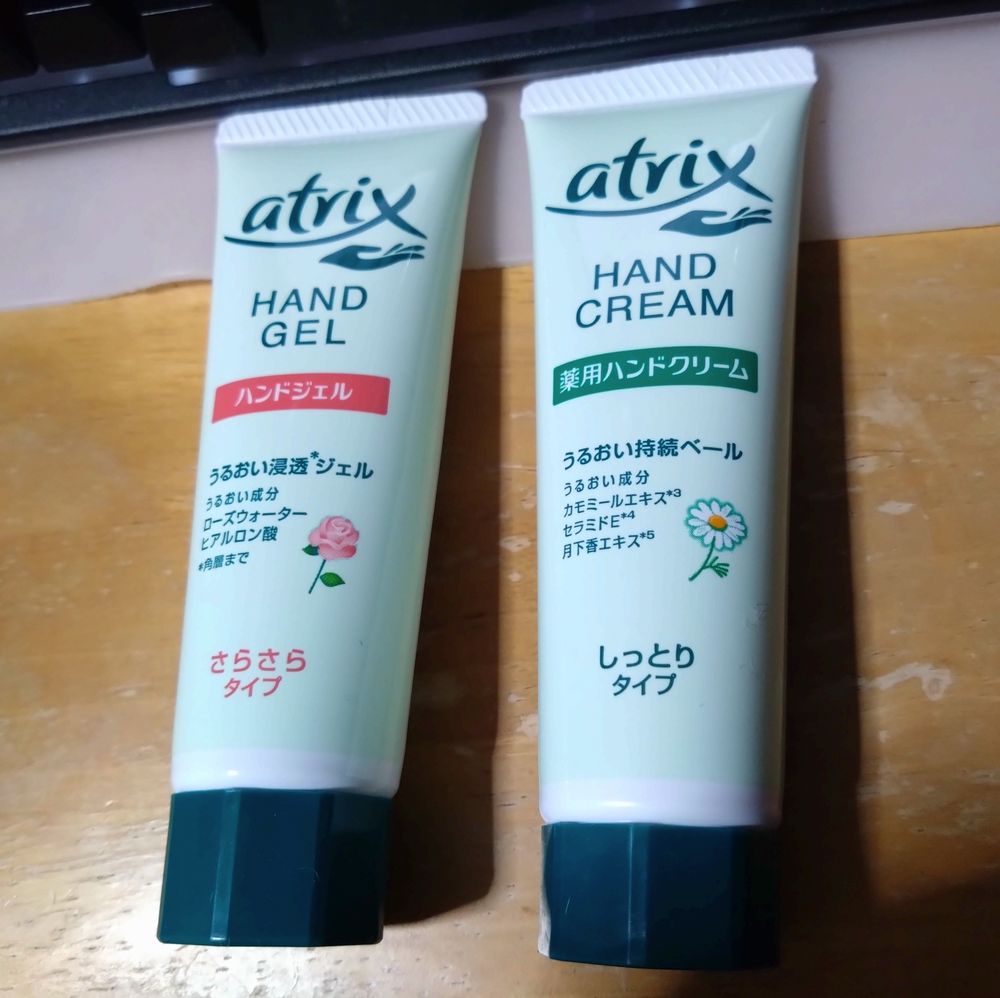 atrix
HAND
GEL
ハンドジェル
うるおい浸透*ジェル
うるおい成分
ローズウォーター
ヒアルロン酸
*角層まで
さらさら
タイプ
atrix
HAND
CREAM
薬用ハンドクリーム
うるおい持続ベール
うるおい成分
カモミールエキス*3
セラミドE*4
月下香エキス*5
しっとり
タイプ